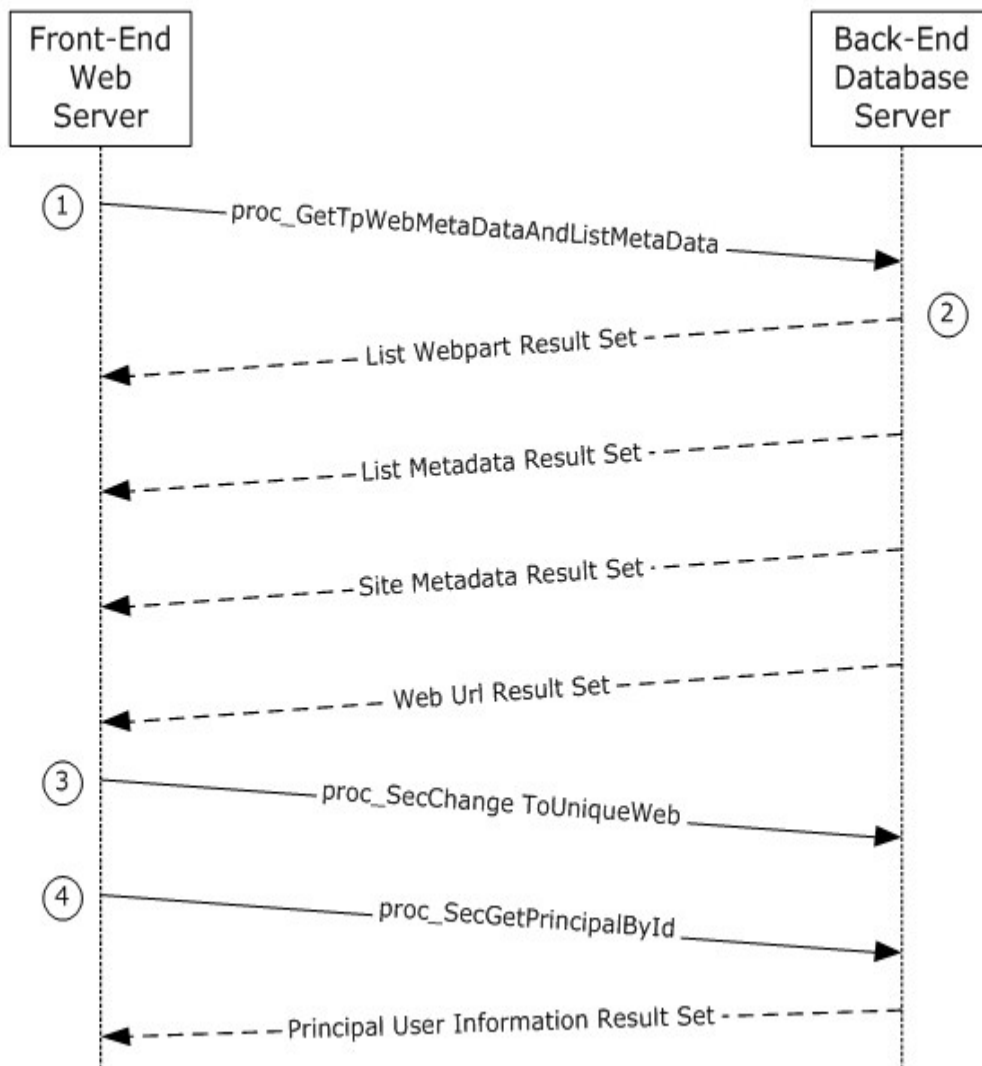 Front-End
Web
Server
Back-End
Database
Server
1
proc_GetTpWebMetaDataAndListMetaData
2
List Webpart Result Set
List Metadata Result Set
Site Metadata Result Set
Web Url Result Set
3
proc_SecChange ToUniqueWeb
4
proc_SecGetPrincipalById
Principal User Information Result Set